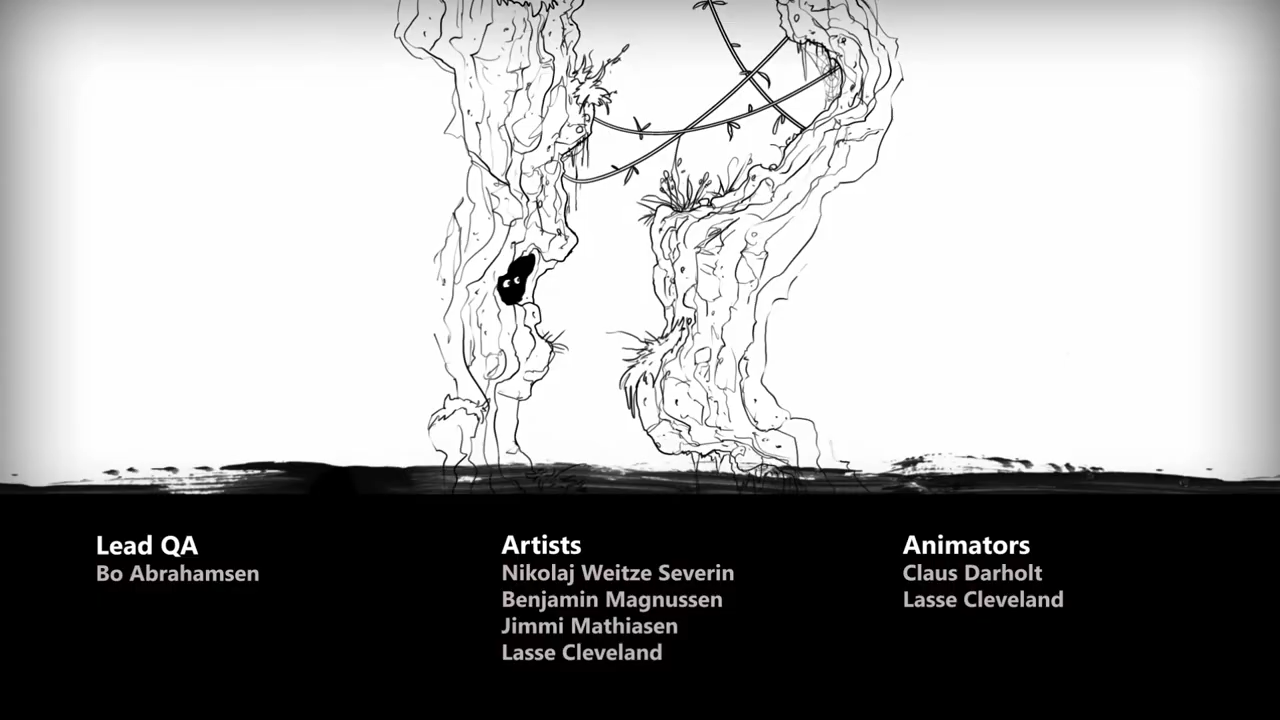 Lead QA
Bo Abrahamsen
Artists
Nikolaj Weitze Severin
Benjamin Magnussen
Jimmi Mathiasen
Lasse Cleveland
Animators
Claus Darholt
Lasse Cleveland